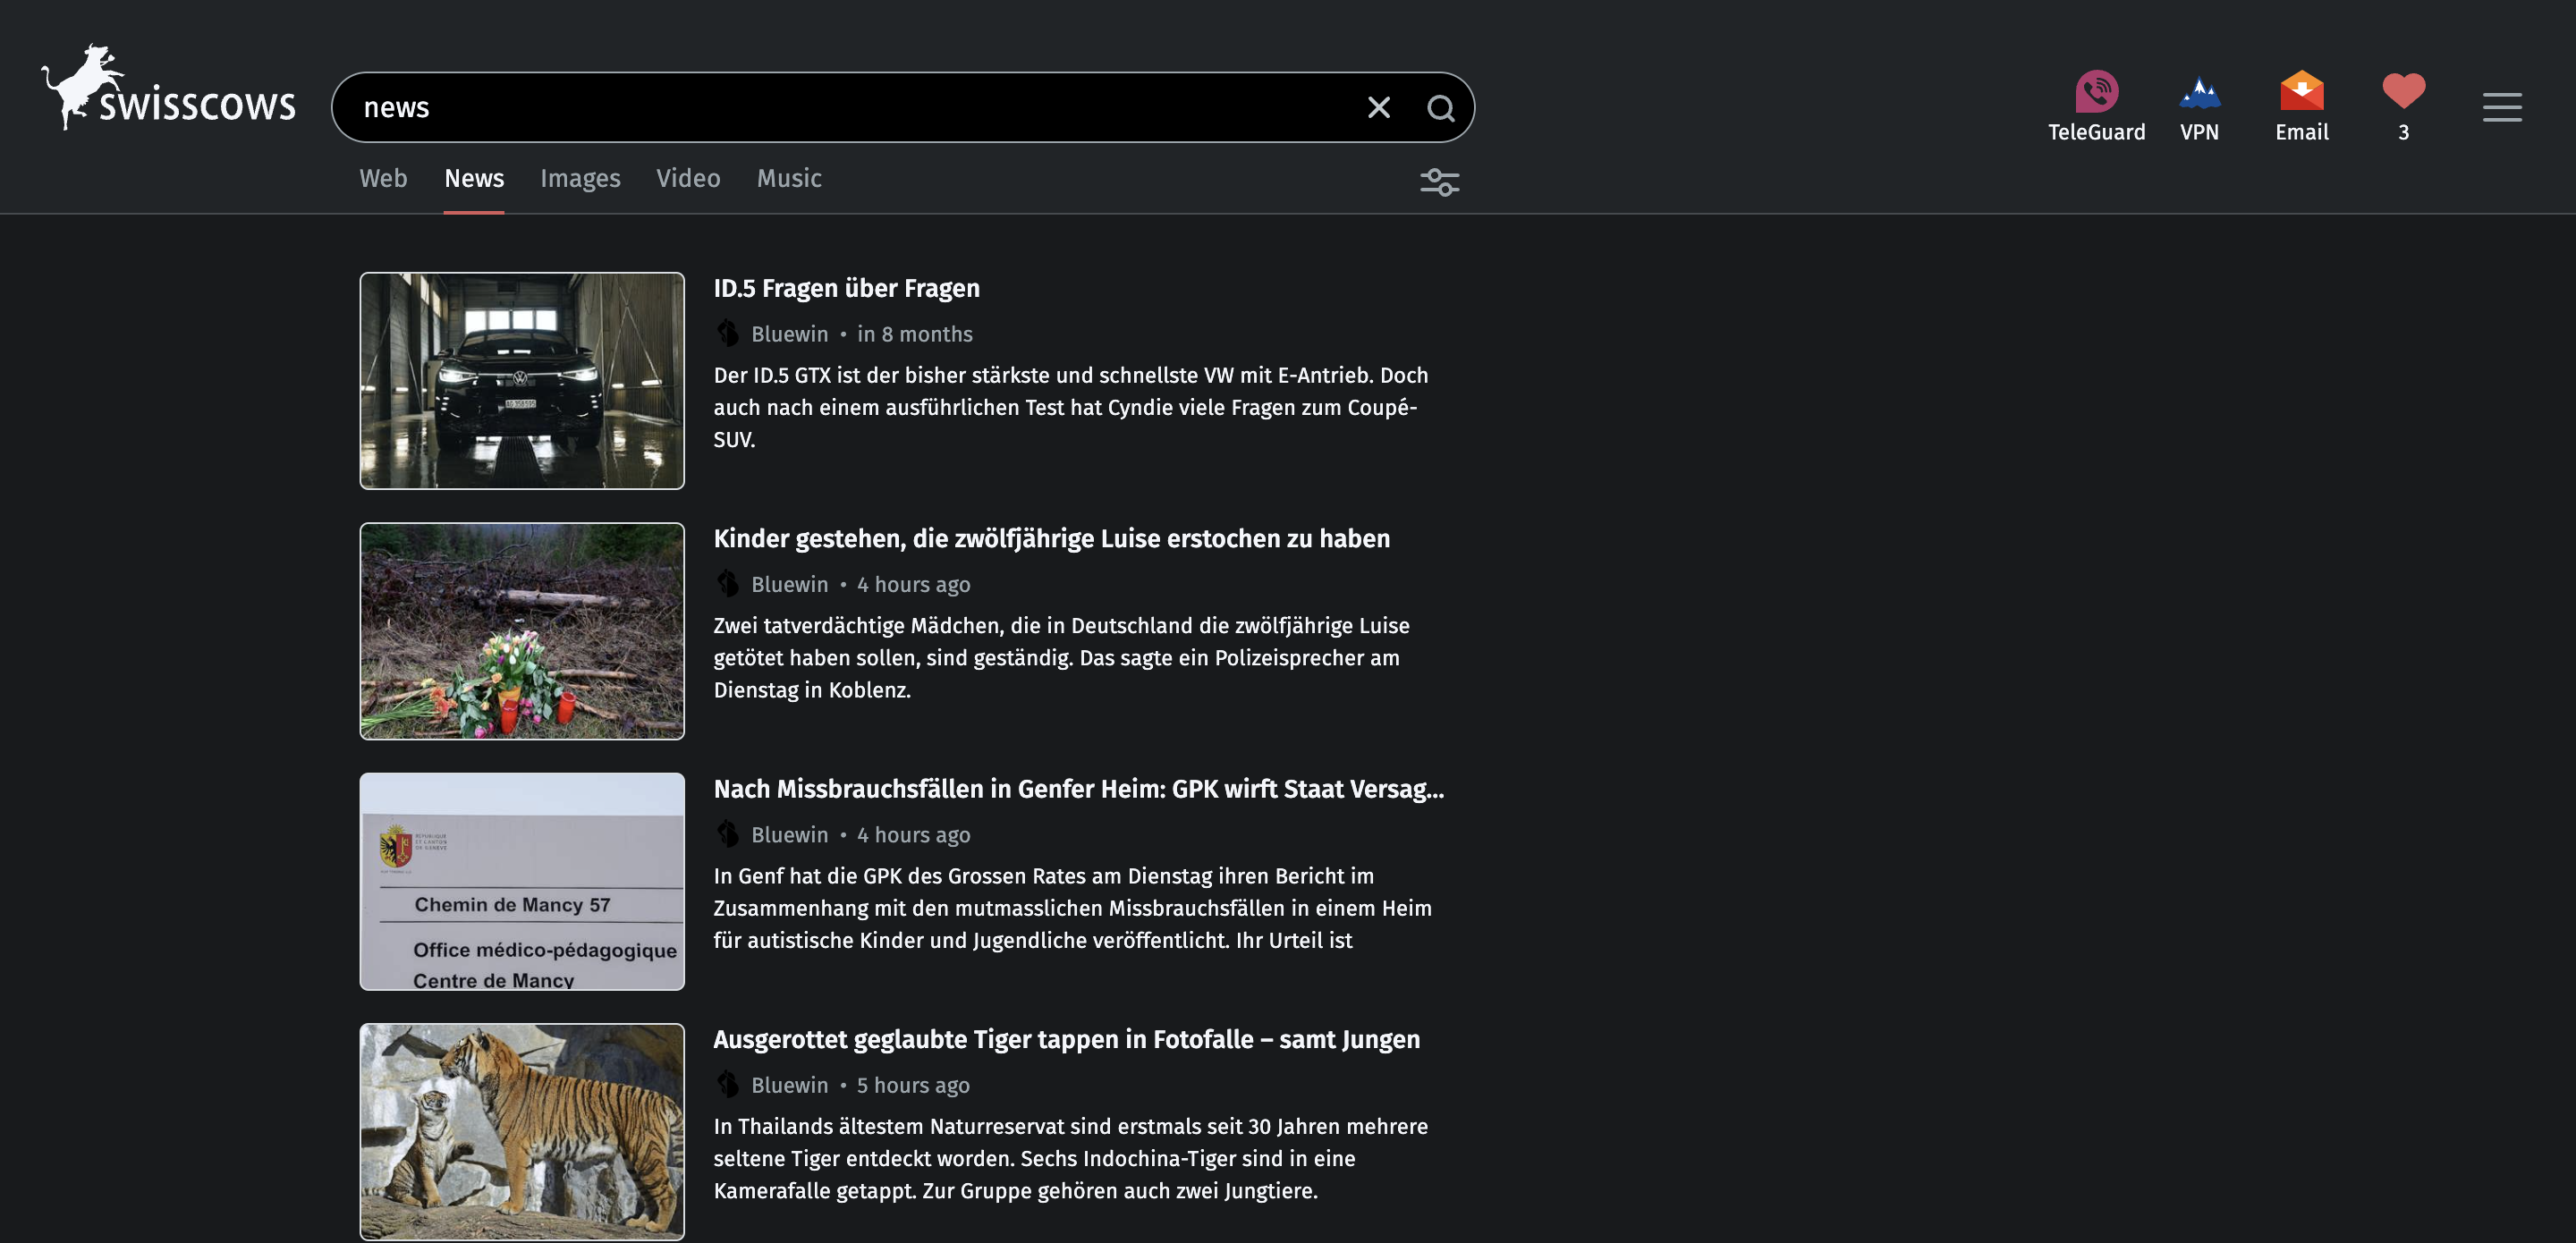 swisscows
news
TeleGuard
VPN
Email
3
Web
News
Images
Video
Music
ID.5 Fragen über Fragen
Bluewin • in 8 months
Der ID.5 GTX ist der bisher stärkste und schnellste VW mit E-Antrieb. Doch
auch nach einem ausführlichen Test hat Cyndie viele Fragen zum Coupé-
SUV.
Kinder gestehen, die zwölfjährige Luise erstochen zu haben
Bluewin • 4 hours ago
Zwei tatverdächtige Mädchen, die in Deutschland die zwölfjährige Luise
getötet haben sollen, sind geständig. Das sagte ein Polizeisprecher am
Dienstag in Koblenz.
REPUBLIQUE
ET CANTON
DE GENEVE
Chemin de Mancy 57
Office médico-pédagogique
Centre de Mancy
Nach Missbrauchsfällen in Genfer Heim: GPK wirft Staat Versag...
Bluewin • 4 hours ago
In Genf hat die GPK des Grossen Rates am Dienstag ihren Bericht im
Zusammenhang mit den mutmasslichen Missbrauchsfällen in einem Heim
für autistische Kinder und Jugendliche veröffentlicht. Ihr Urteil ist
Ausgerottet geglaubte Tiger tappen in Fotofalle – samt Jungen
Bluewin • 5 hours ago
In Thailands ältestem Naturreservat sind erstmals seit 30 Jahren mehrere
seltene Tiger entdeckt worden. Sechs Indochina-Tiger sind in eine
Kamerafalle getappt. Zur Gruppe gehören auch zwei Jungtiere.